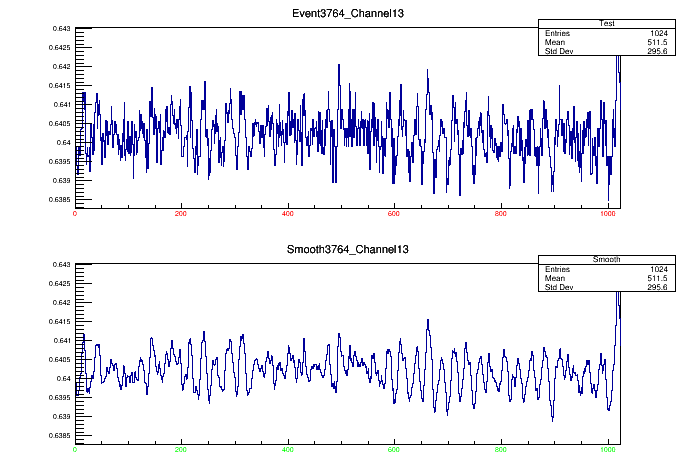 Event3764_Channel13
Test
Entries 1024
Mean 511.5
Std Dev 295.6
0.643
0.6425
0.642
0.6415
0.641
0.6405
0.64
0.6395
0.639
0.6385
0 200 400 600 800 1000
Smooth3764_Channel13
Smooth
Entries 1024
Mean 511.5
Std Dev 295.6
0.643
0.6425
0.642
0.6415
0.641
0.6405
0.64
0.6395
0.639
0.6385
0 200 400 600 800 1000